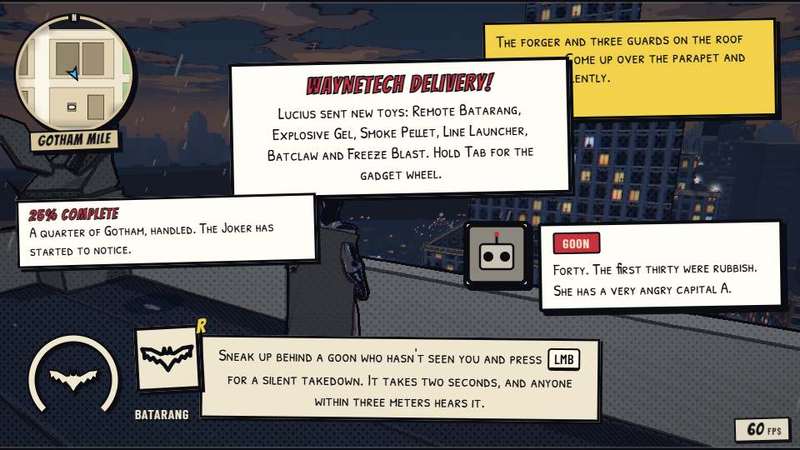 N
GOTHAM MILE
THE FORGER AND THREE GUARDS ON THE ROOF
OME UP OVER THE PARAPET AND
ENTLY.
WAYNETECH DELIVERY!
LUCIUS SENT NEW TOYS: REMOTE BATARANG,
EXPLOSIVE GEL, SMOKE PELLET, LINE LAUNCHER,
BATCLAW AND FREEZE BLAST. HOLD TAB FOR THE
GADGET WHEEL.
25% COMPLETE
A QUARTER OF GOTHAM, HANDLED. THE JOKER HAS
STARTED TO NOTICE.
GOON
FORTY. THE FIRST THIRTY WERE RUBBISH.
SHE HAS A VERY ANGRY CAPITAL A.
R
BATARANG
SNEAK UP BEHIND A GOON WHO HASN'T SEEN YOU AND PRESS LMB
FOR A SILENT TAKEDOWN. IT TAKES TWO SECONDS, AND ANYONE
WITHIN THREE METERS HEARS IT.
60 FPS